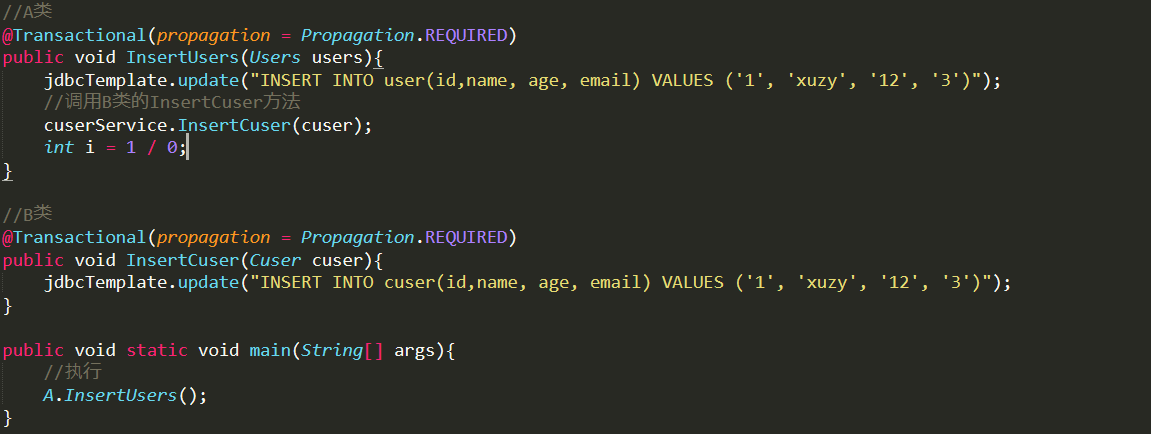 //A类
@Transactional(propagation = Propagation.REQUIRED)
public void InsertUsers(Users users){
    jdbcTemplate.update("INSERT INTO user(id,name, age, email) VALUES ('1', 'xuzy', '12', '3')");
    //调用B类的InsertCuser方法
    cuserService.InsertCuser(cuser);
    int i = 1 / 0;
}
//B类
@Transactional(propagation = Propagation.REQUIRED)
public void InsertCuser(Cuser cuser){
    jdbcTemplate.update("INSERT INTO cuser(id,name, age, email) VALUES ('1', 'xuzy', '12', '3')");
}
public void static void main(String[] args){
    //执行
    A.InsertUsers();
}